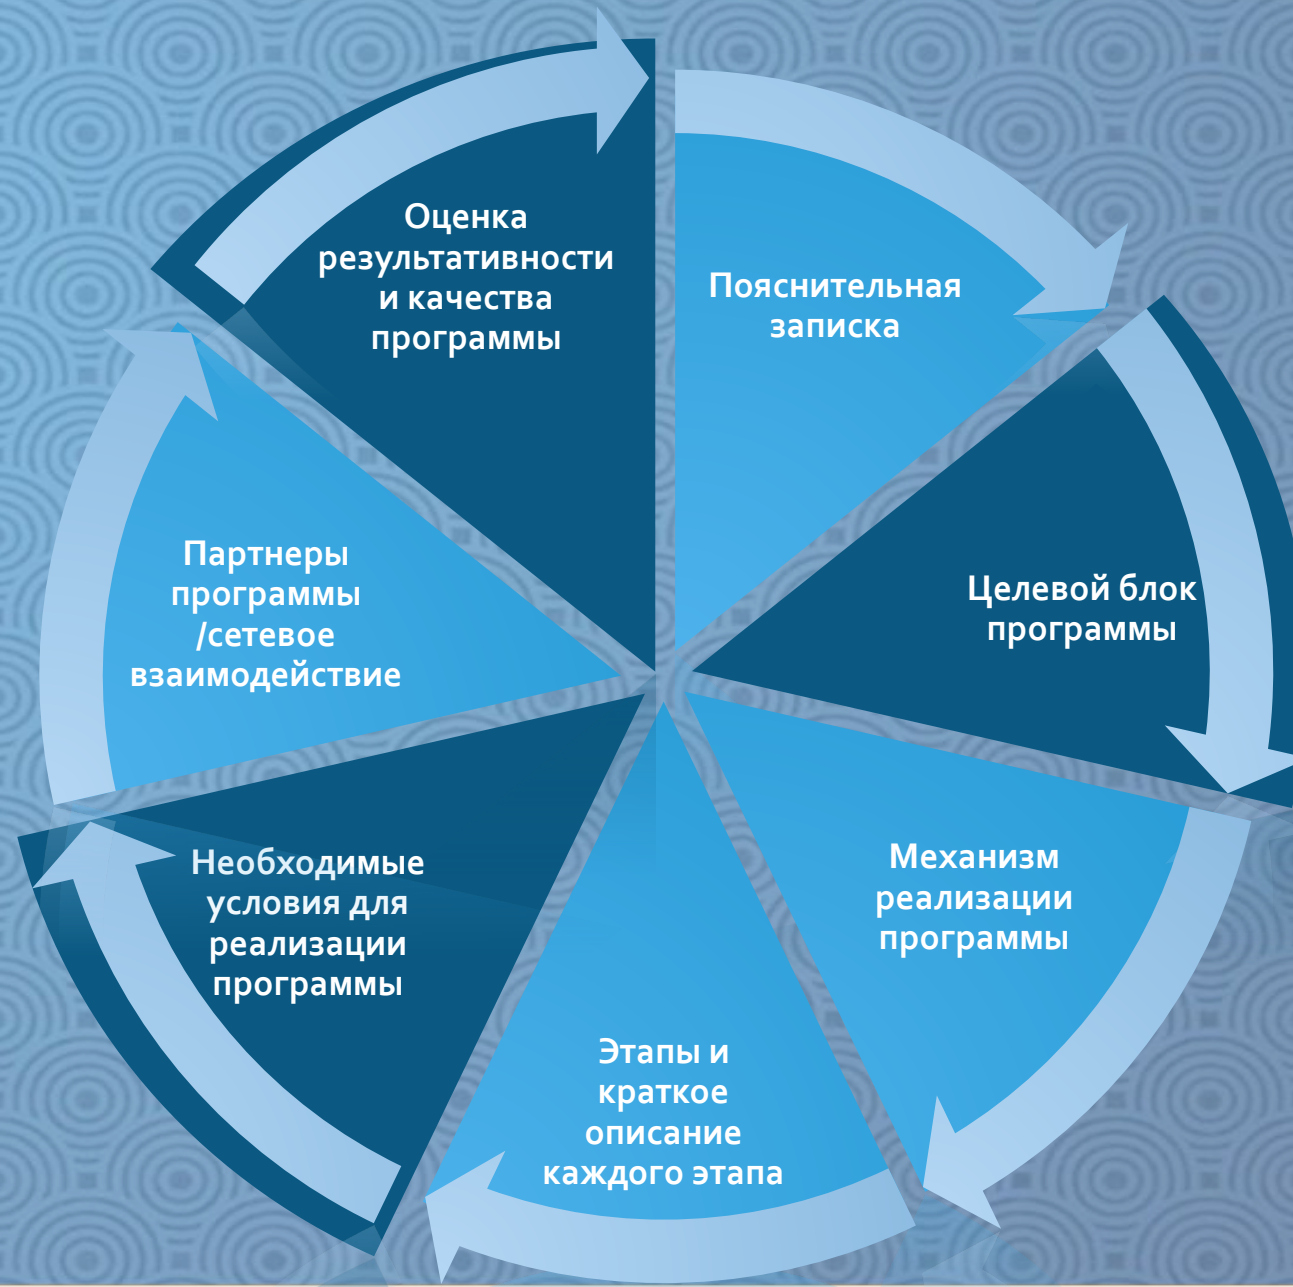 Пояснительная
записка
Целевой блок
программы
Механизм
реализации
программы
Этапы и
краткое
описание
каждого этапа
Необходимые
условия для
реализации
программы
Партнеры
программы
/сетевое
взаимодействие
Оценка
результативности
и качества
программы